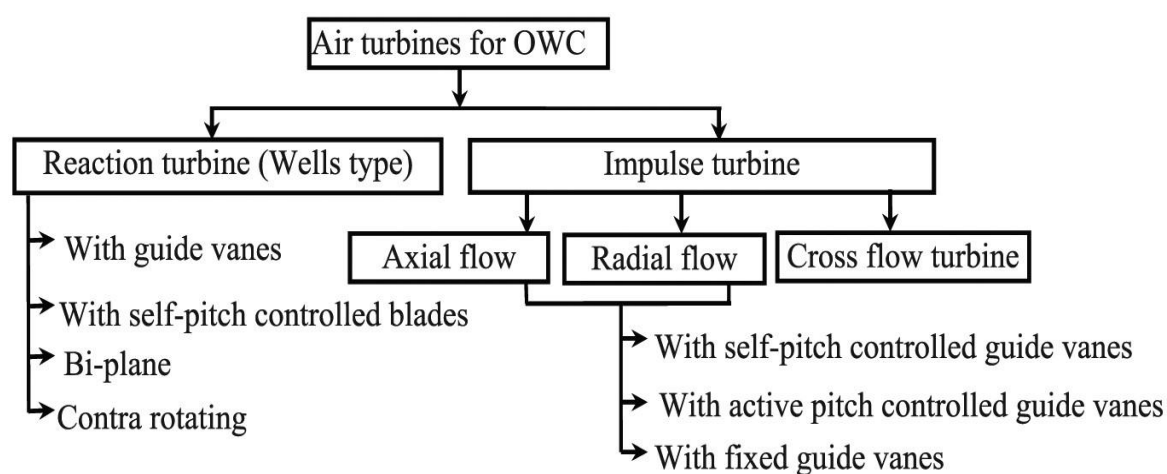 Air turbines for OWC
Reaction turbine (Wells type)
Impulse turbine
With guide vanes
With self-pitch controlled blades
Bi-plane
Contra rotating
Axial flow
Radial flow
Cross flow turbine
With self-pitch controlled guide vanes
With active pitch controlled guide vanes
With fixed guide vanes